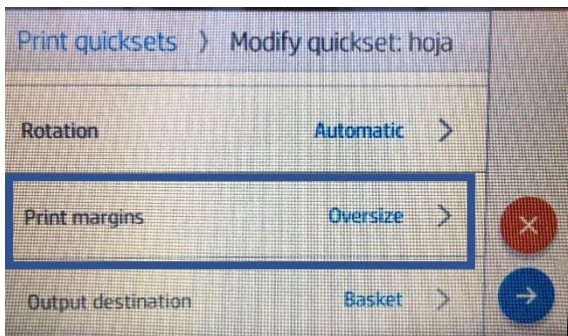 Print quicksets > Modify quickset: hoja
Rotation Automatic >
Print margins Oversize >
Output destination Basket >